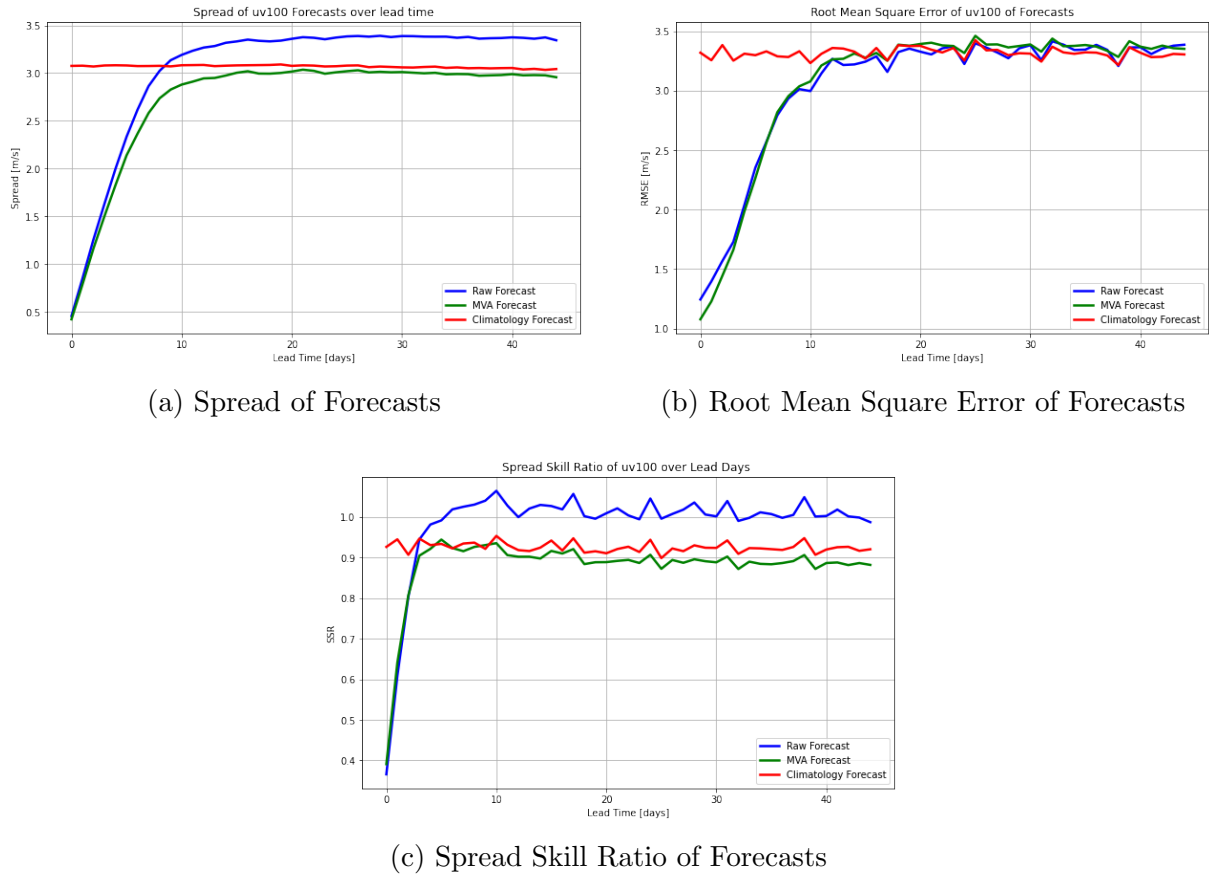 Spread of uv100 Forecasts over lead time
3.5
3.0
2.5
2.0
1.5
1.0
0.5
Spread [m/s]
0
10
20
30
40
Lead Time [days]
Raw Forecast
MVA Forecast
Climatology Forecast
(a) Spread of Forecasts
Root Mean Square Error of uv100 of Forecasts
3.5
3.0
2.5
2.0
1.5
1.0
RMSE [m/s]
0
10
20
30
40
Lead Time [days]
Raw Forecast
MVA Forecast
Climatology Forecast
(b) Root Mean Square Error of Forecasts
Spread Skill Ratio of uv100 over Lead Days
1.0
0.9
0.8
0.7
0.6
0.5
0.4
SSR
0
10
20
30
40
Lead Time [days]
Raw Forecast
MVA Forecast
Climatology Forecast
(c) Spread Skill Ratio of Forecasts